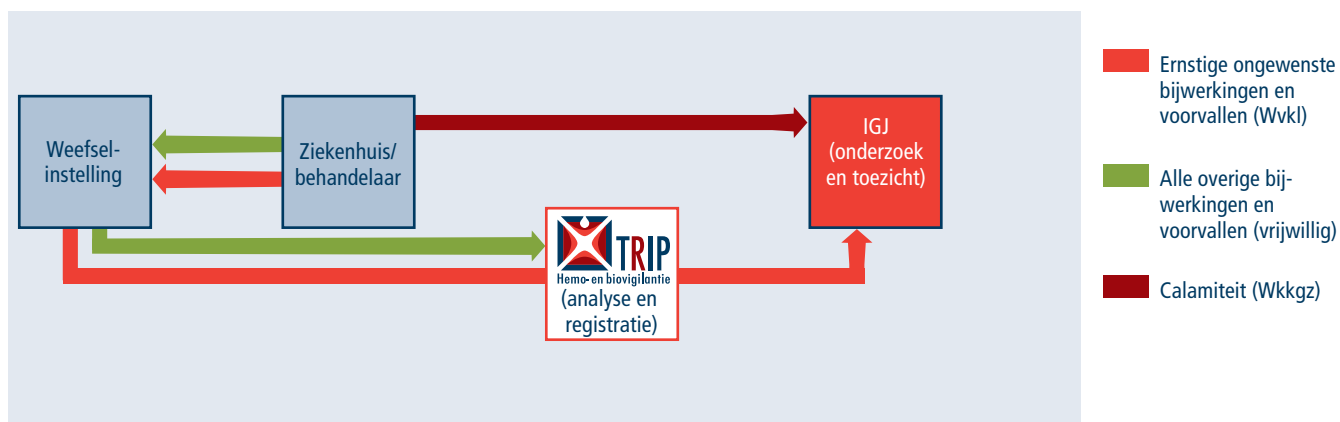 Weefsel-
instelling
Ziekenhuis/
behandelaar
IGJ
(onderzoek
en toezicht)
TRIP
Hemo- en biovigilantie
(analyse en
registratie)
Ernstige ongewenste
bijwerkingen en
voorvallen (Wvkl)
Alle overige bij-
werkingen en
voorvallen (vrijwillig)
Calamiteit (Wkkgz)